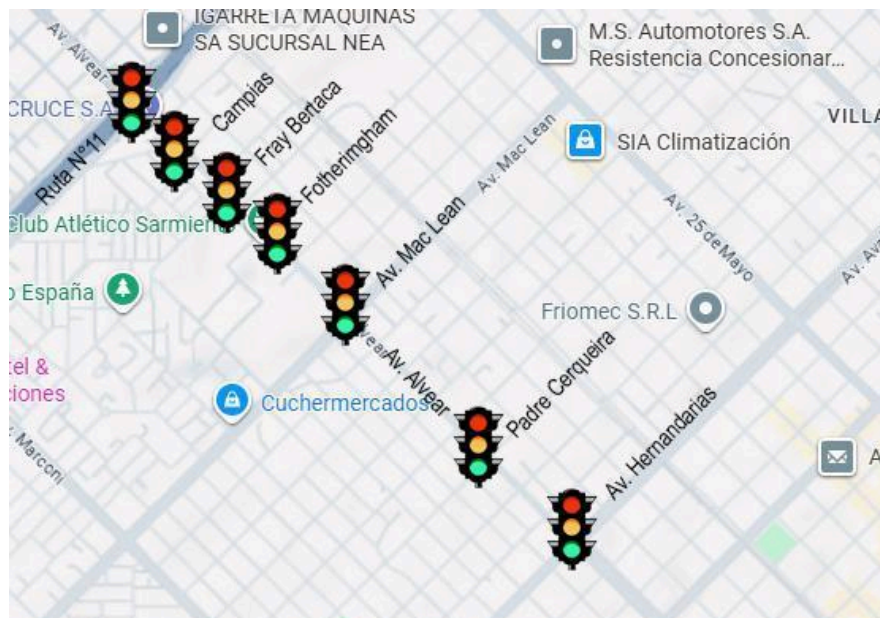 IGARRETA MAQUINAS
SA SUCURSAL NEA
M.S. Automotores S.A.
Resistencia Concesionar...
Av. Alvear
CRUCE S.A
Campias
Fray Bertaca
Fotheringham
Ruta N°11
VILLA
SIA Climatización
Av. Mac Lean
Club Atlético Sarmien
Av. Mac Lean
Av. 25 de Mayo
España
Friomec S.R.L
Av. Alvear
Padre Cerqueira
tel &
ciones
Cuchermercados
Av. Hernandarias
Marconi
A